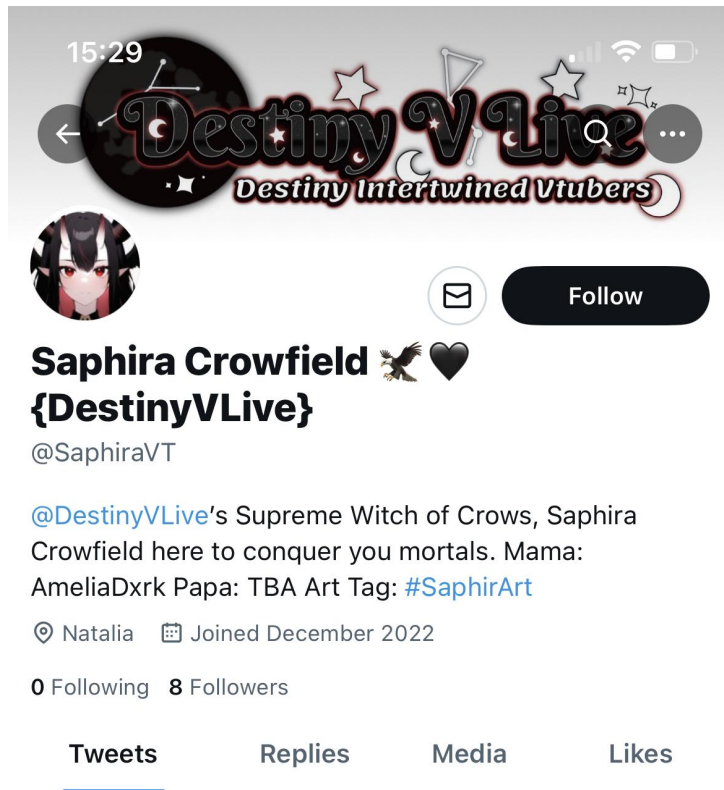 15:29
Destiny V Live
Destiny Intertwined Vtubers
Follow
Saphira Crowfield 🦅🖤
{DestinyVLive}
@SaphiraVT
@DestinyVLive's Supreme Witch of Crows, Saphira
Crowfield here to conquer you mortals. Mama:
AmeliaDxrk Papa: TBA Art Tag: #SaphirArt
Natalia Joined December 2022
0 Following 8 Followers
Tweets Replies Media Likes